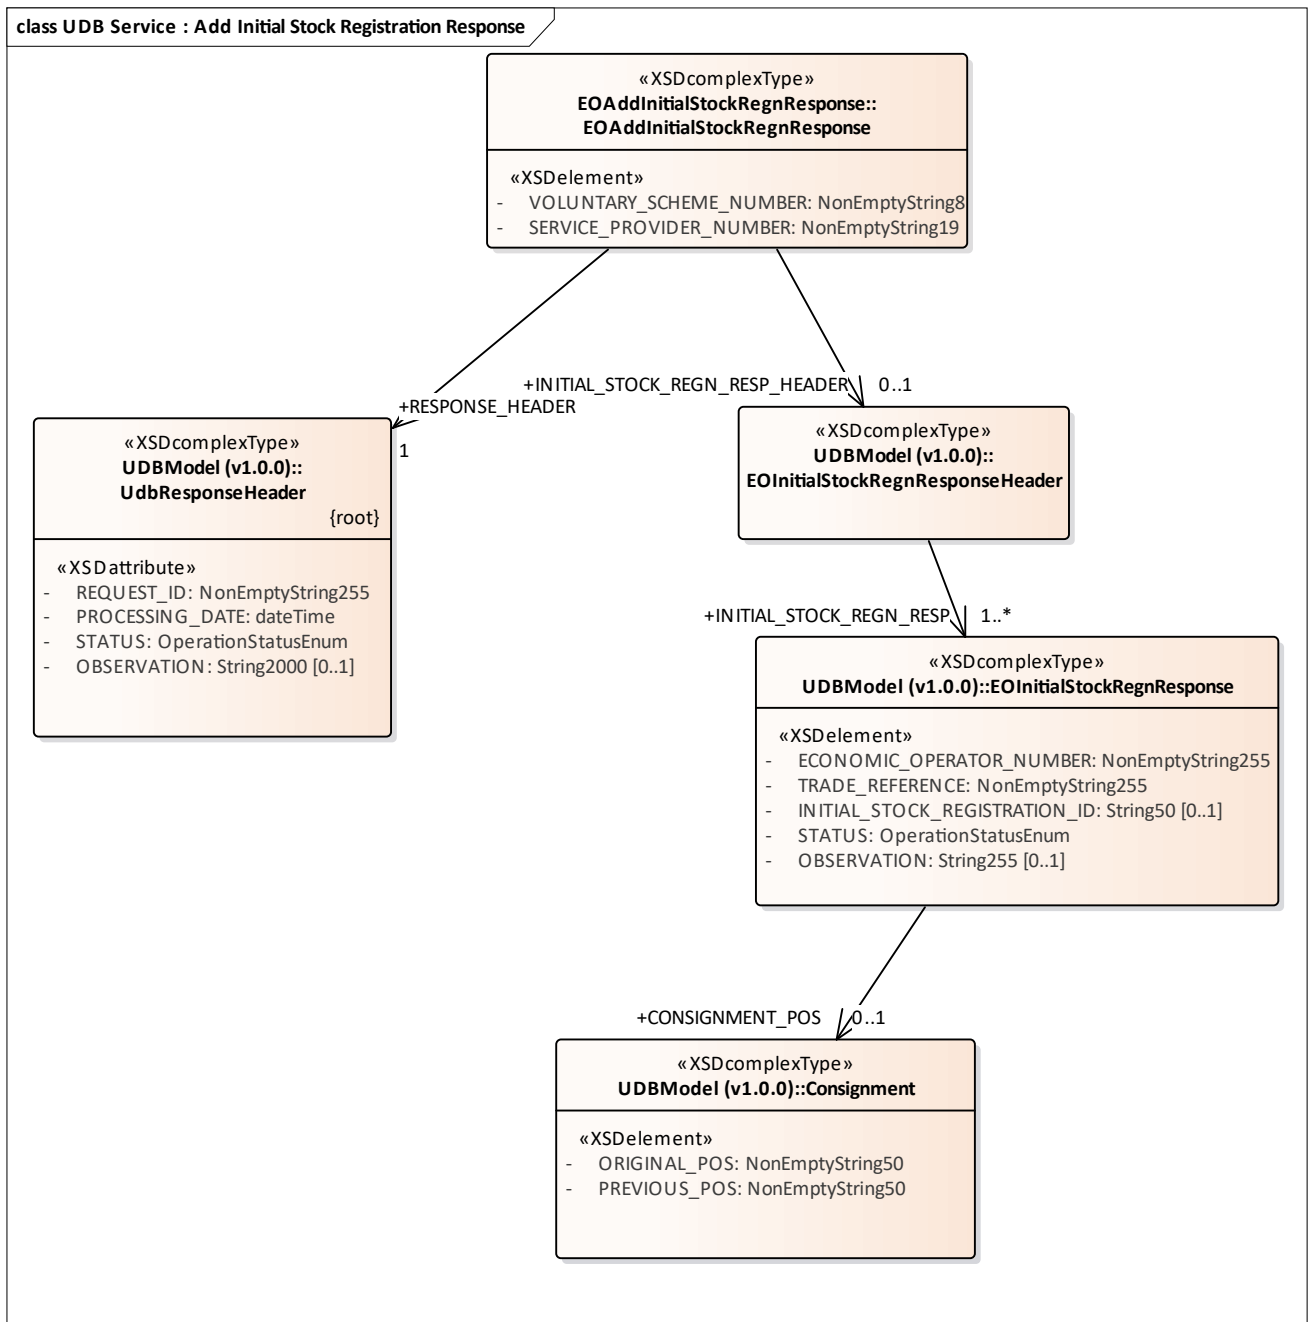 class UDB Service : Add Initial Stock Registration Response
«XSDcomplexType»
EOAddInitialStockRegnResponse::
EOAddInitialStockRegnResponse
«XSDelement»
- VOLUNTARY_SCHEME_NUMBER: NonEmptyString8
- SERVICE_PROVIDER_NUMBER: NonEmptyString19
+INITIAL_STOCK_REGN_RESP_HEADER 0..1
+RESPONSE_HEADER
1
«XSDcomplexType»
UDBModel (v1.0.0)::
UdbResponseHeader
{root}
«XSDattribute»
- REQUEST_ID: NonEmptyString255
- PROCESSING_DATE: dateTime
- STATUS: OperationStatusEnum
- OBSERVATION: String2000 [0..1]
«XSDcomplexType»
UDBModel (v1.0.0)::
EOInitialStockRegnResponseHeader
+INITIAL_STOCK_REGN_RESP 1..*
«XSDcomplexType»
UDBModel (v1.0.0)::EOInitialStockRegnResponse
«XSDelement»
- ECONOMIC_OPERATOR_NUMBER: NonEmptyString255
- TRADE_REFERENCE: NonEmptyString255
- INITIAL_STOCK_REGISTRATION_ID: String50 [0..1]
- STATUS: OperationStatusEnum
- OBSERVATION: String255 [0..1]
+CONSIGNMENT_POS 0..1
«XSDcomplexType»
UDBModel (v1.0.0)::Consignment
«XSDelement»
- ORIGINAL_POS: NonEmptyString50
- PREVIOUS_POS: NonEmptyString50